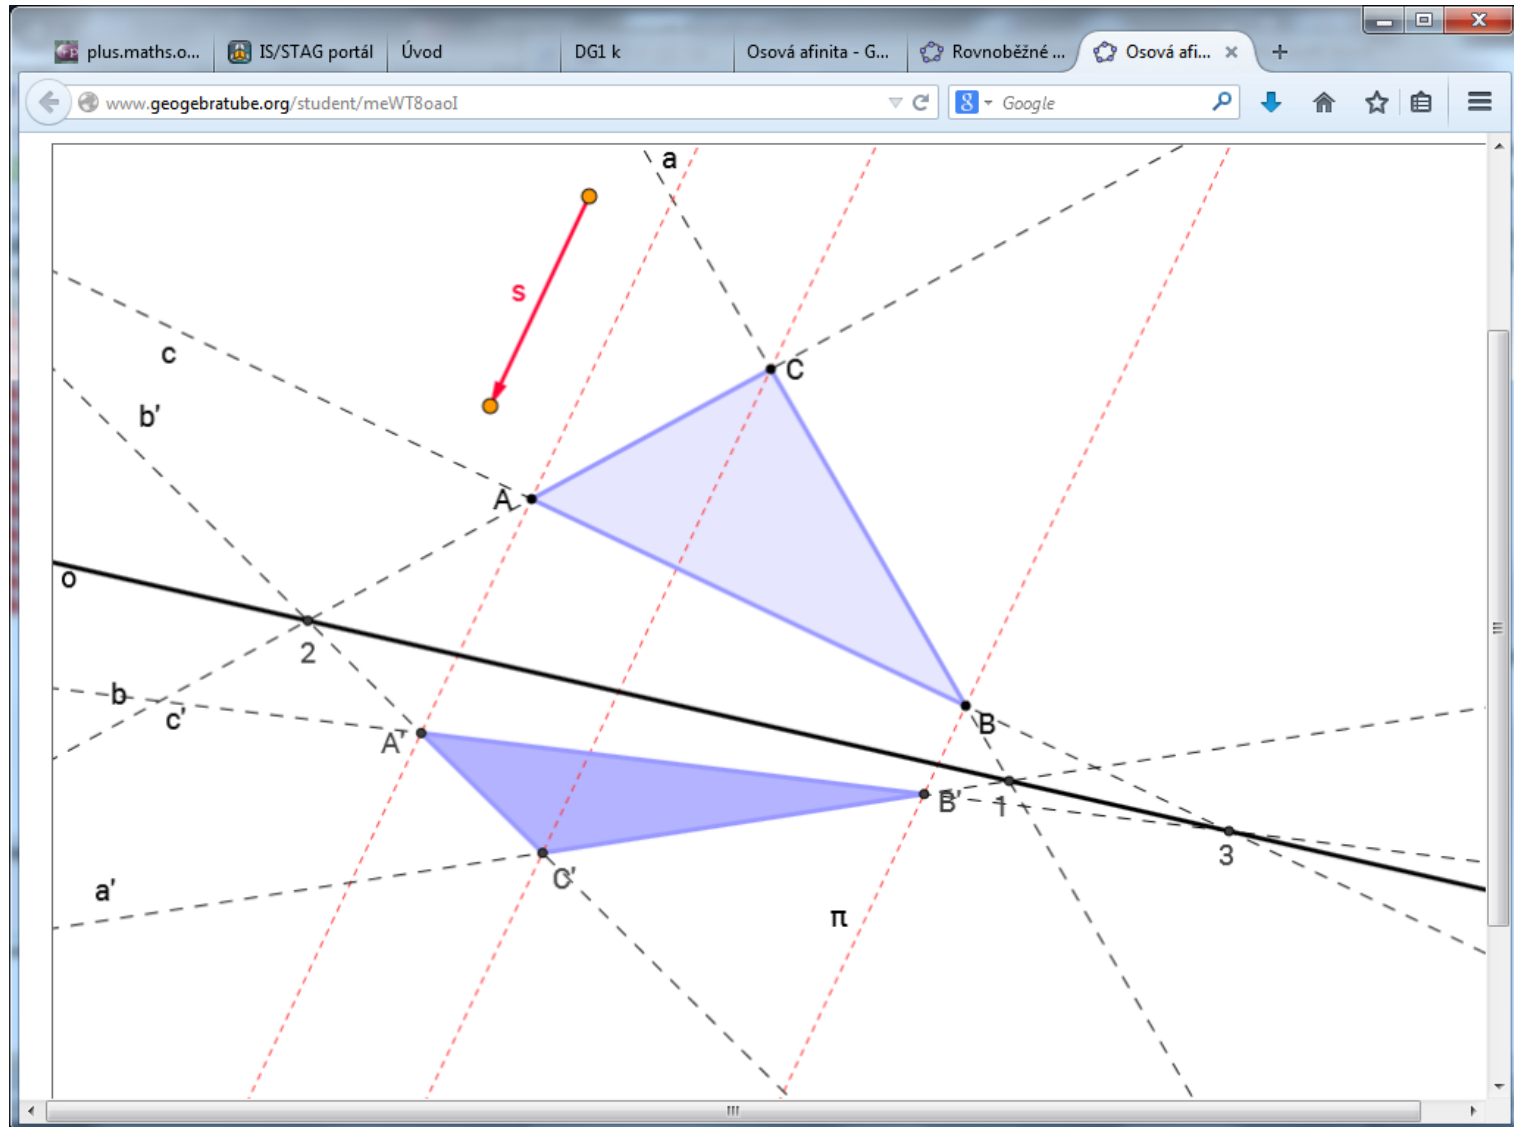 plus.maths.o... IS/STAG portál Úvod DG1 k Osová afinita - G... Rovnoběžné ... Osová afi...
www.geogebratube.org/student/meWT8oaoI Google
a
s
c
C
b'
A
o
2
b
c'
B
A'
B' 1
3
C'
a'
π